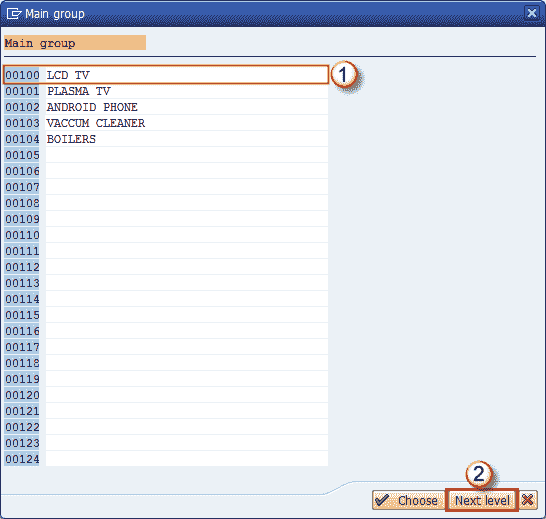 Main group
Main group
00100 LCD TV
1
00101 PLASMA TV
00102 ANDROID PHONE
00103 VACCUM CLEANER
00104 BOILERS
00105
00106
00107
00108
00109
00110
00111
00112
00113
00114
00115
00116
00117
00118
00119
00120
00121
00122
00123
00124
2
Choose Next level